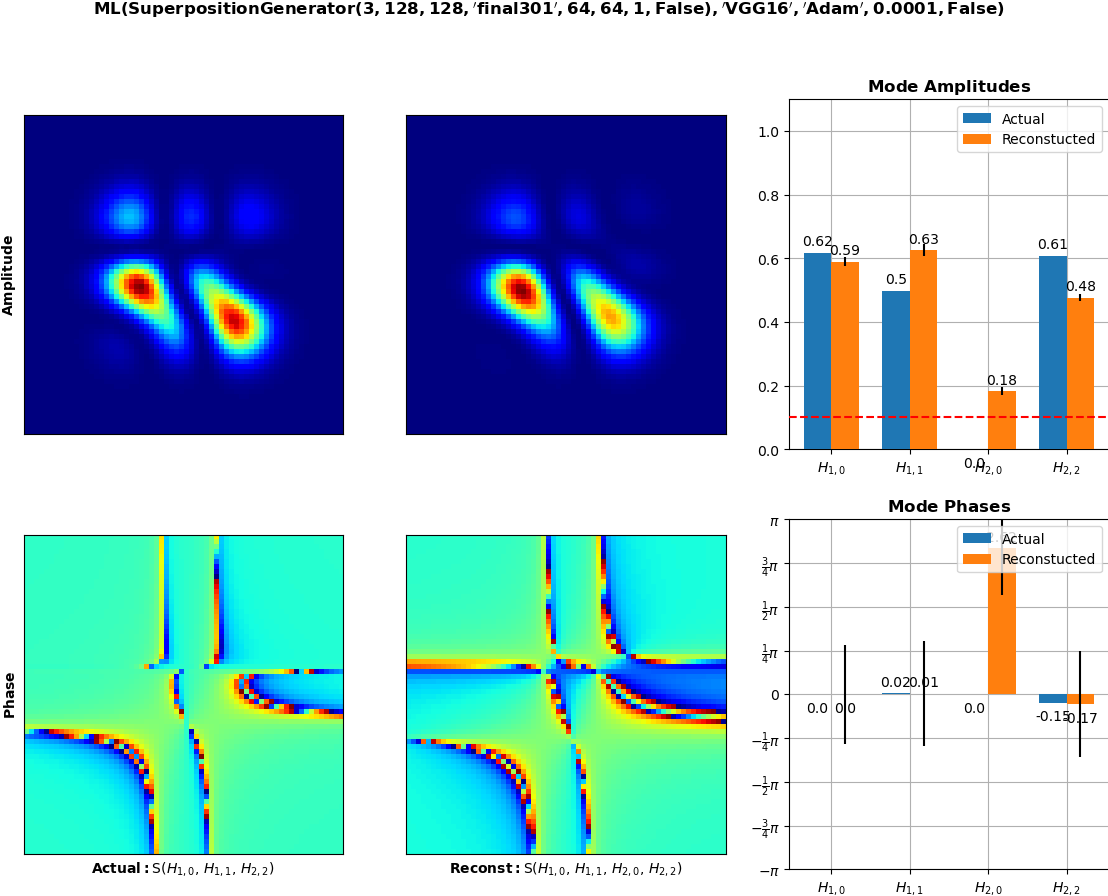 ML(SuperpositionGenerator(3, 128, 128, 'final301', 64, 64, 1, False), 'VGG16', 'Adam', 0.0001, False)
Amplitude
Mode Amplitudes
Actual
Reconstucted
1.0
0.8
0.6
0.4
0.2
0.0
0.62
0.59
0.5
0.63
0.0
0.18
0.61
0.48
H1,0
H1,1
H2,0
H2,2
Phase
Actual: S(H1,0, H1,1, H2,2)
Reconst: S(H1,0, H1,1, H2,0, H2,2)
Mode Phases
Actual
Reconstucted
π
3/4π
1/2π
1/4π
0
−1/4π
−1/2π
−3/4π
−π
0.0
0.0
0.02
0.01
0.0
-0.15
-0.17
H1,0
H1,1
H2,0
H2,2